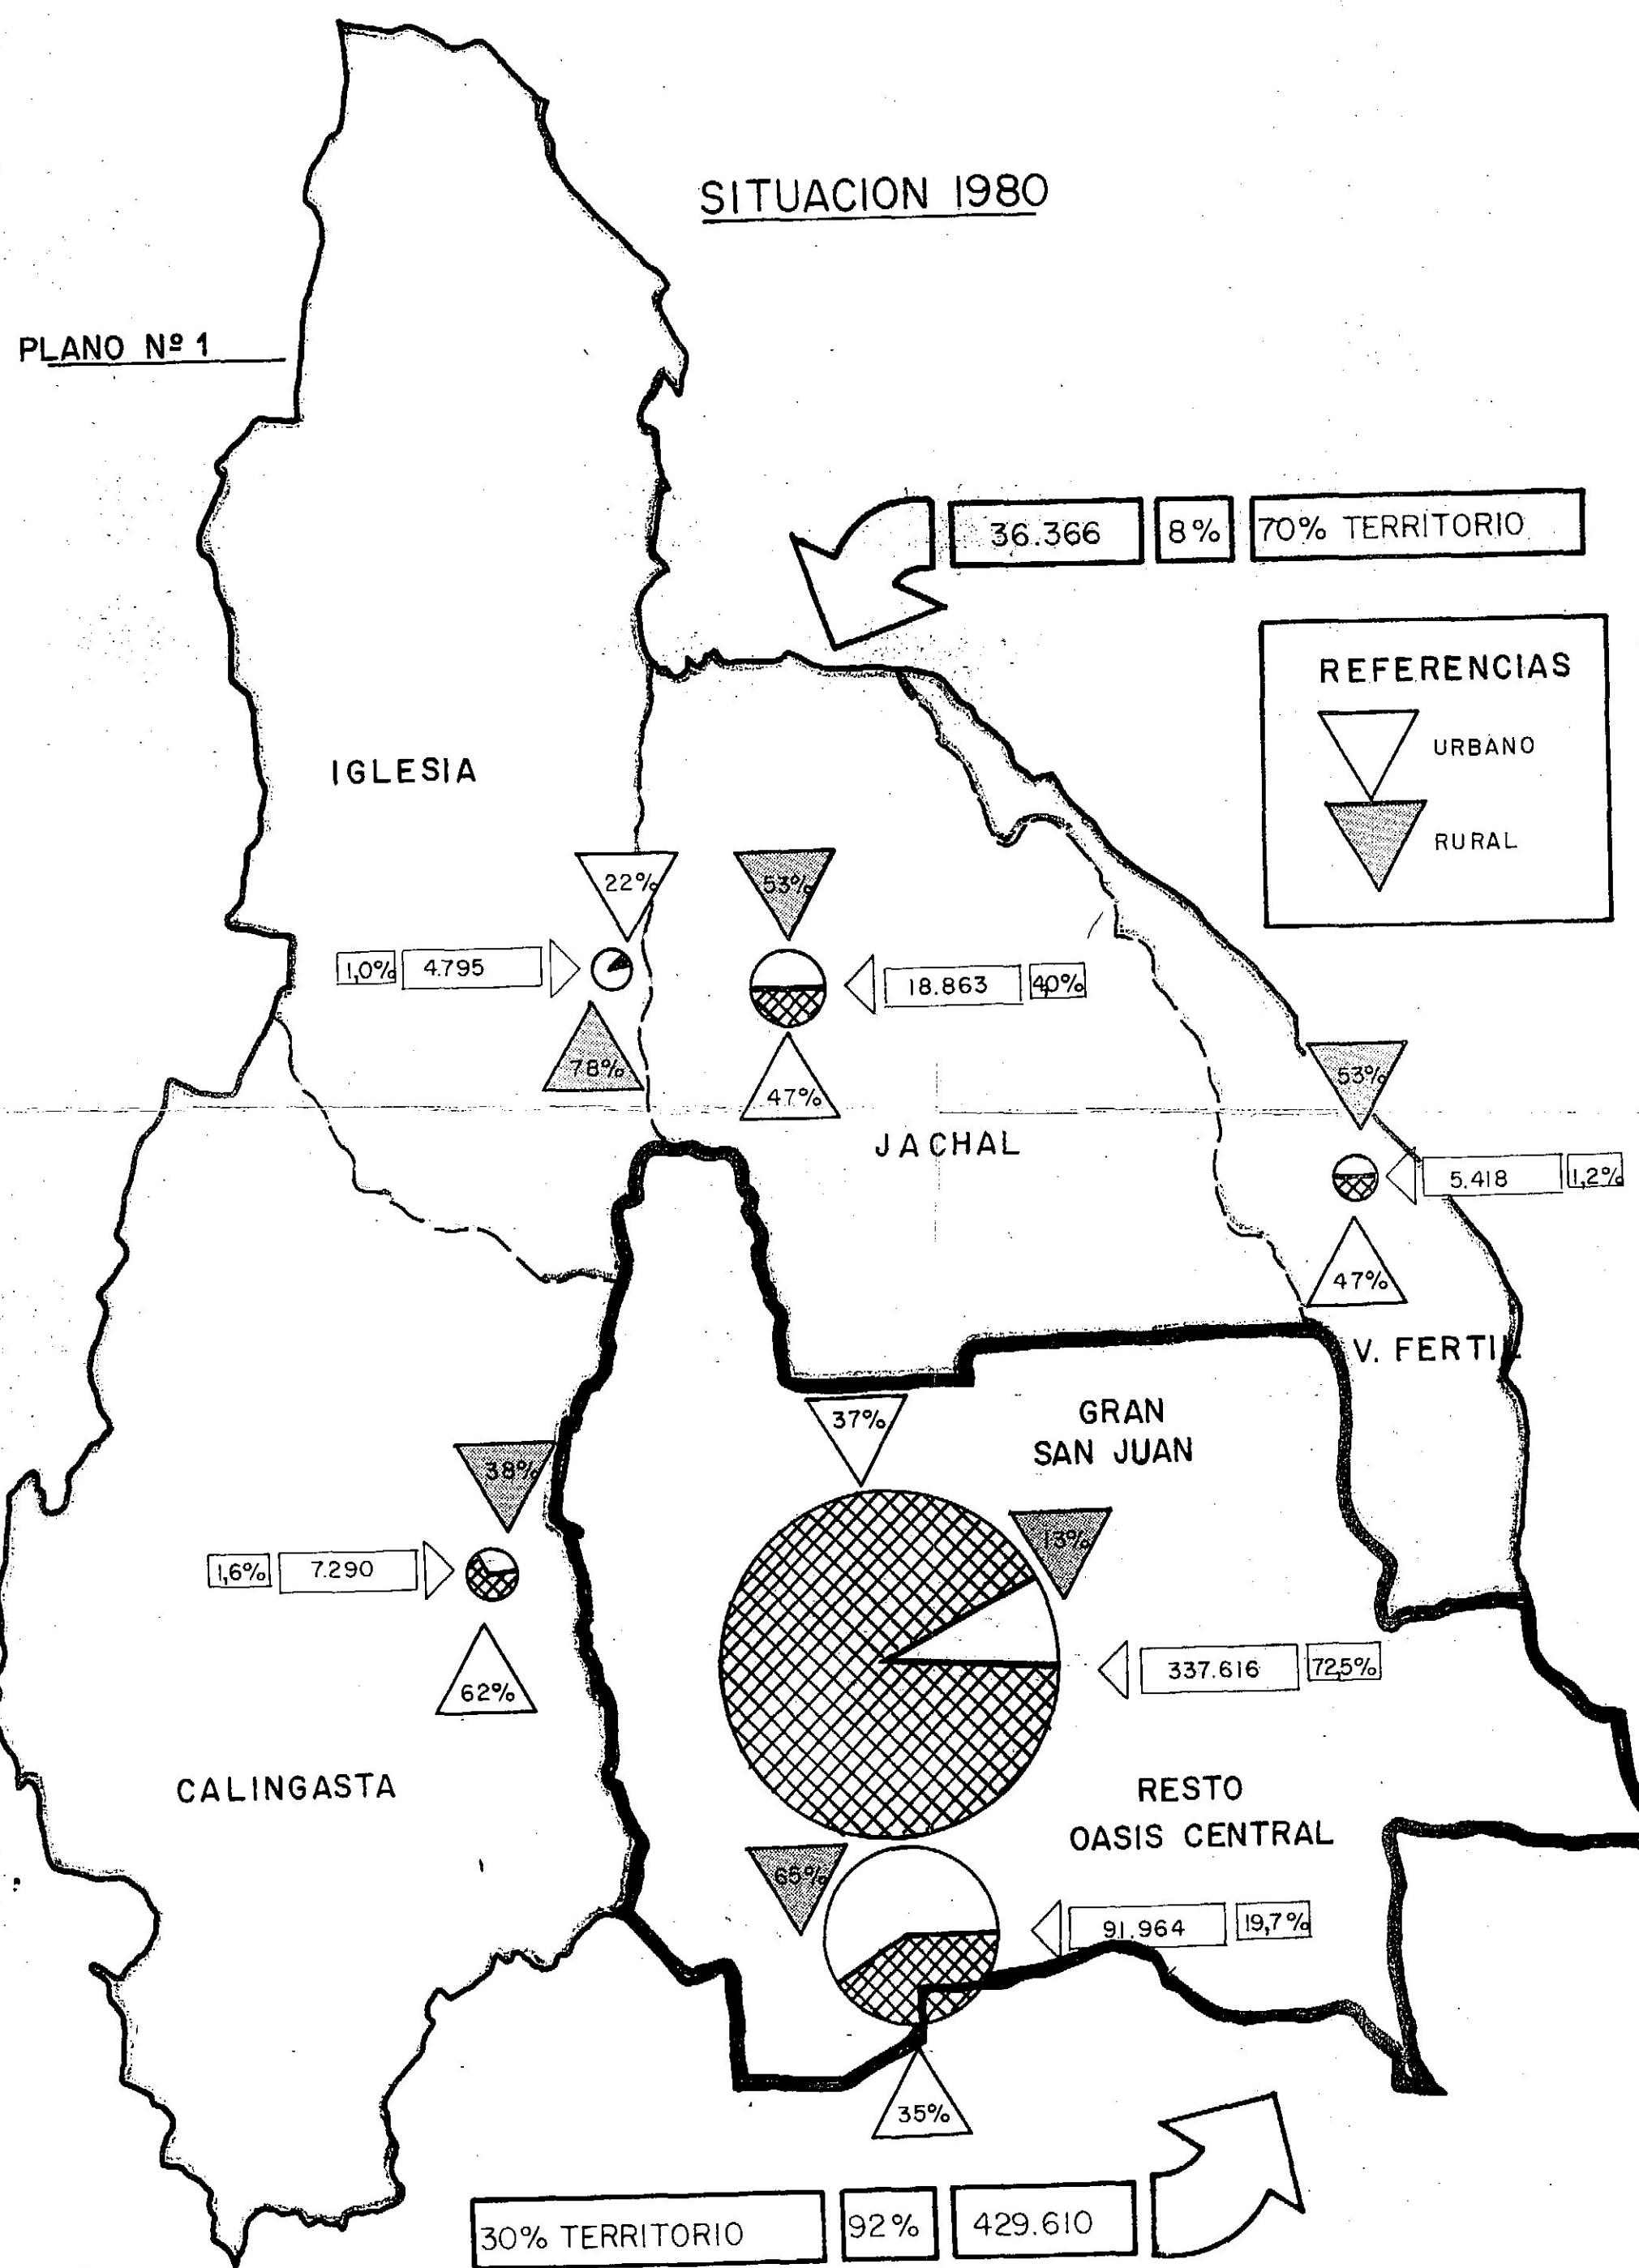 SITUACION 1980
PLANO Nº 1
36.366 8% 70% TERRITORIO
REFERENCIAS
URBANO
RURAL
IGLESIA
22%
1,0% 4.795
78%
53%
18.863 4,0%
47%
JACHAL
53%
5.418 1,2%
47%
V. FERTIL
37%
GRAN
SAN JUAN
13%
337.616 72,5%
38%
1,6% 7.290
62%
CALINGASTA
RESTO
OASIS CENTRAL
65%
91.964 19,7%
35%
30% TERRITORIO 92% 429.610